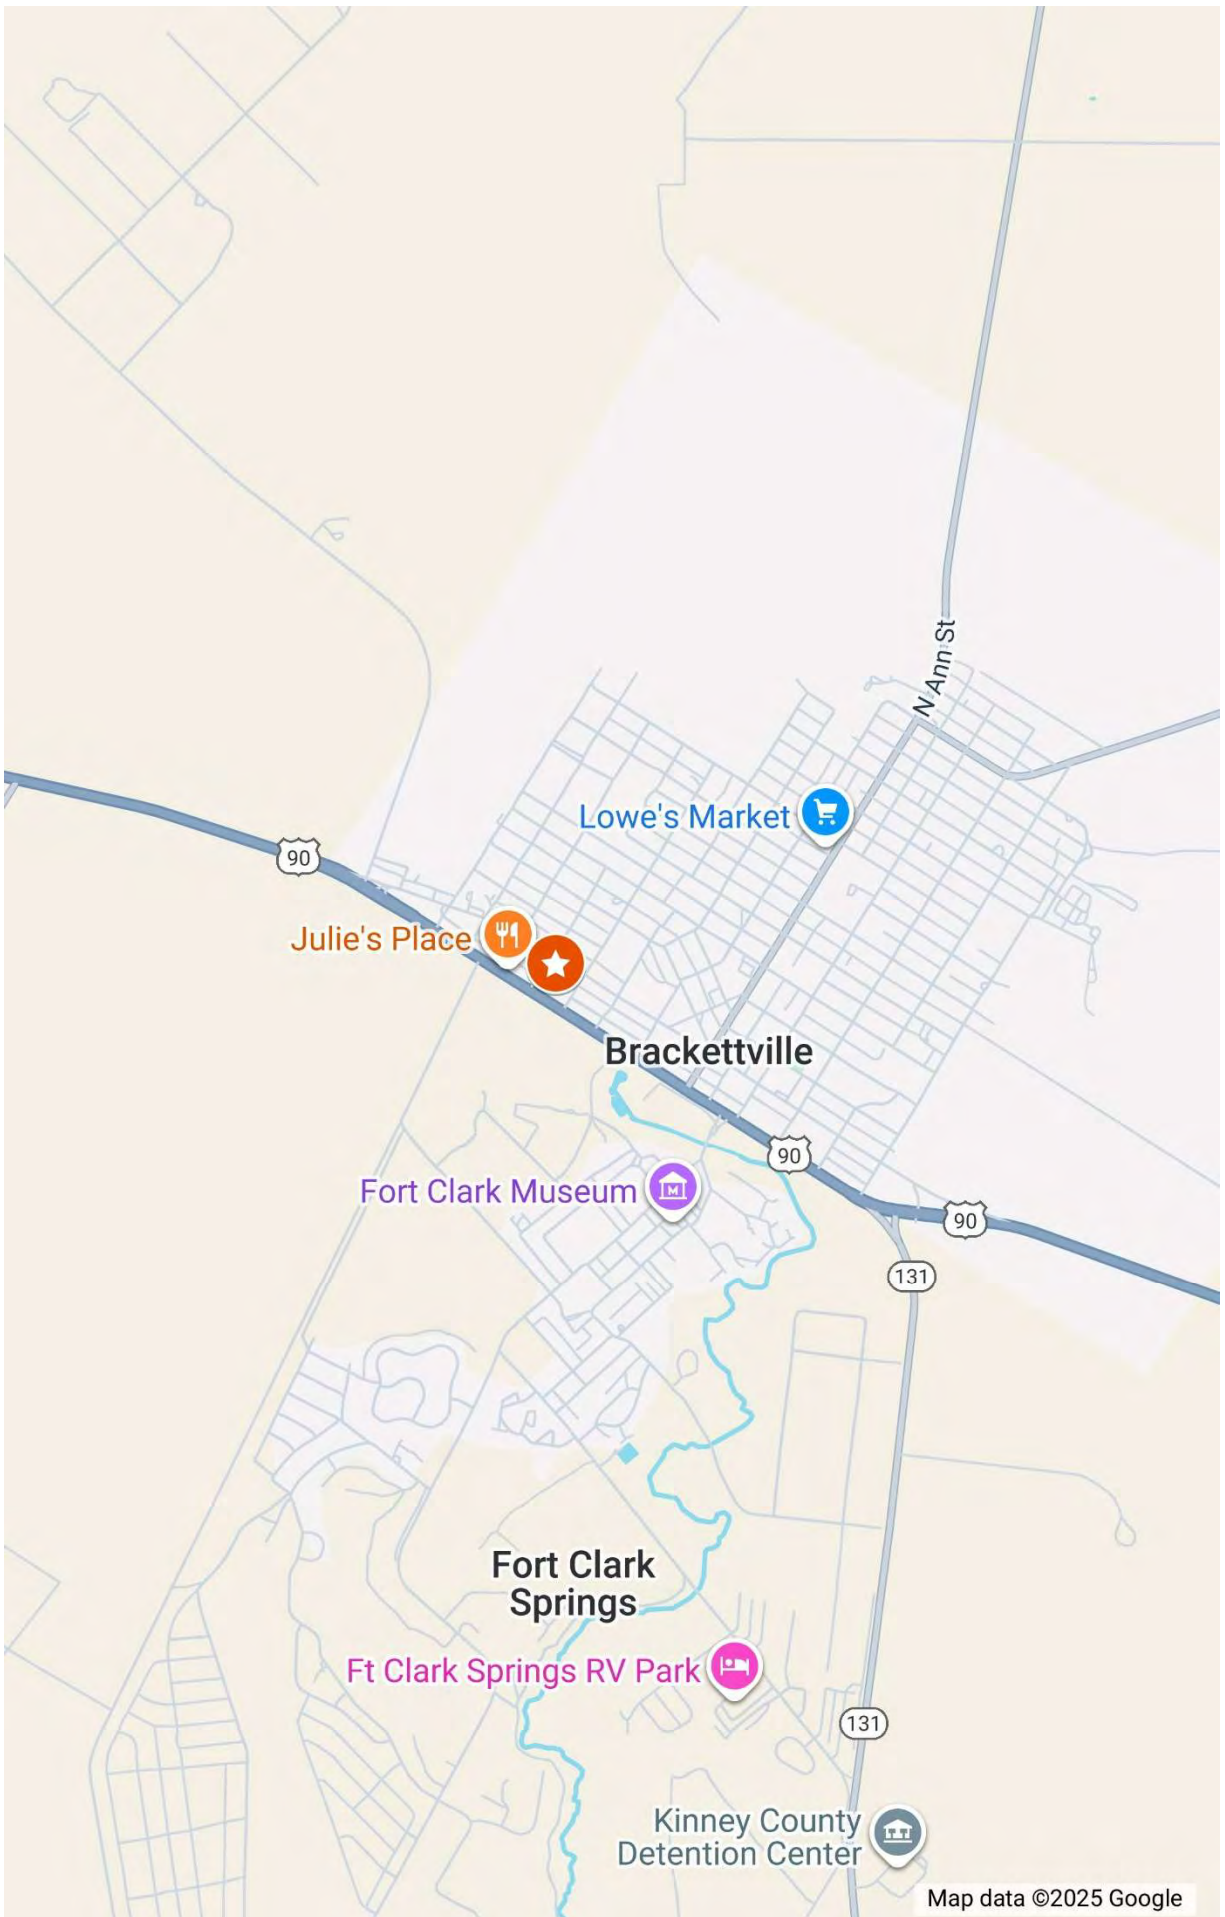 N Ann St
Lowe's Market
90
Julie's Place
Brackettville
90
Fort Clark Museum
90
131
Fort Clark
Springs
Ft Clark Springs RV Park
131
Kinney County
Detention Center
Map data ©2025 Google